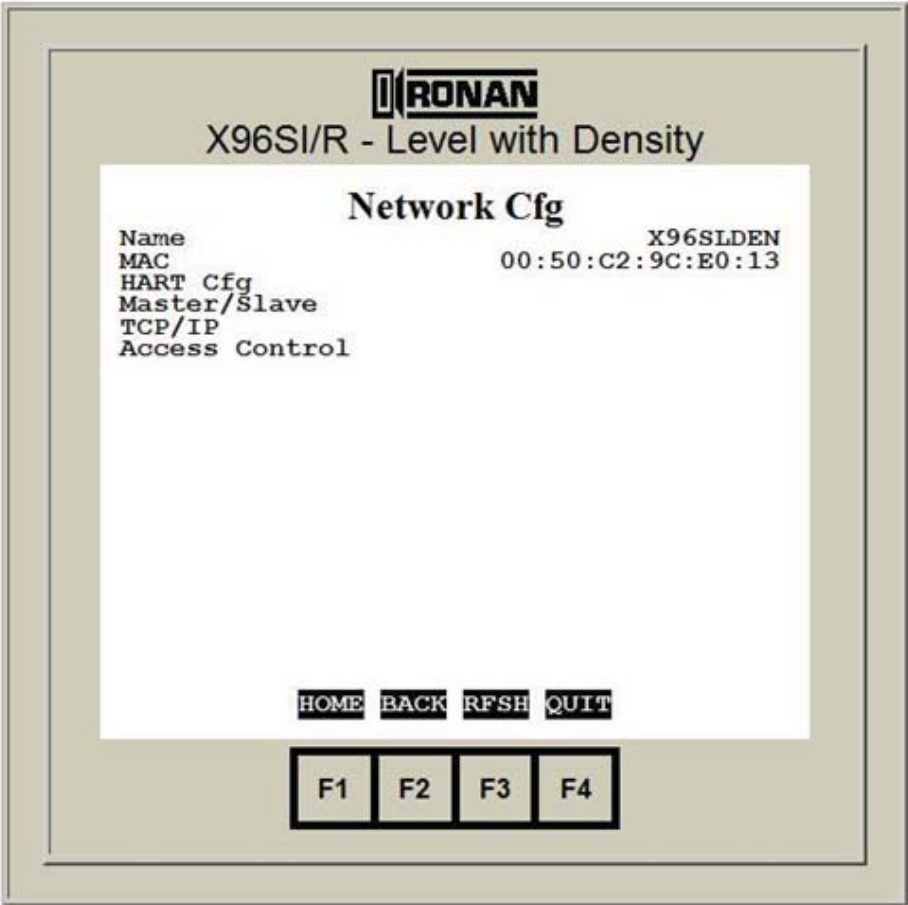 RONAN
X96SI/R - Level with Density
Network Cfg
Name X96SLDEN
MAC 00:50:C2:9C:E0:13
HART Cfg
Master/Slave
TCP/IP
Access Control
HOME BACK RFSH QUIT
F1 F2 F3 F4